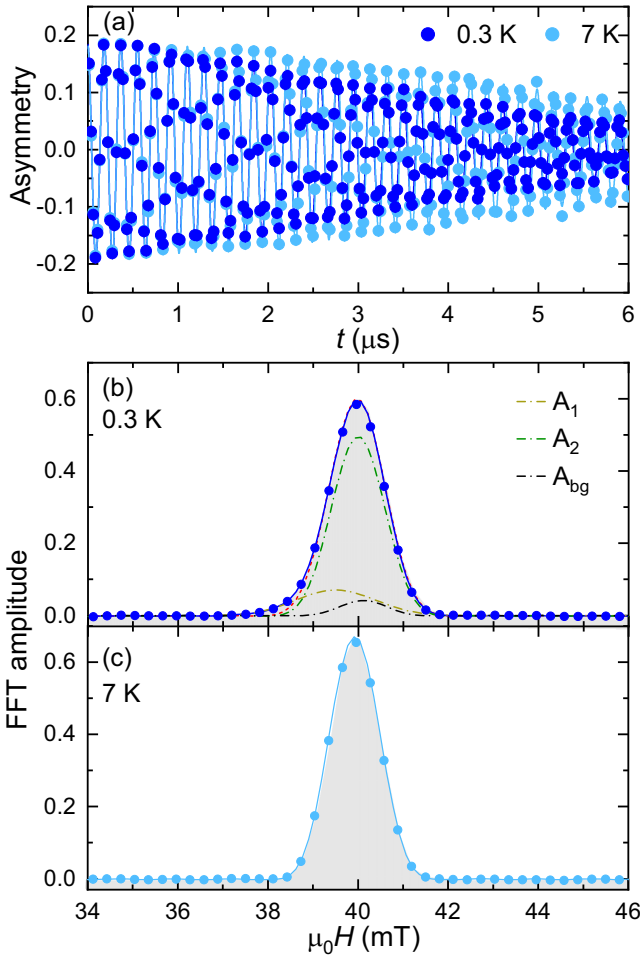 (a)
0.3 K
7 K
0.2
0.1
0.0
-0.1
-0.2
Asymmetry
0 1 2 3 4 5 6
t (μs)
(b)
0.3 K
A1
A2
Abg
0.6
0.4
0.2
0.0
(c)
7 K
0.6
0.4
0.2
0.0
FFT amplitude
34 36 38 40 42 44 46
μ0H (mT)